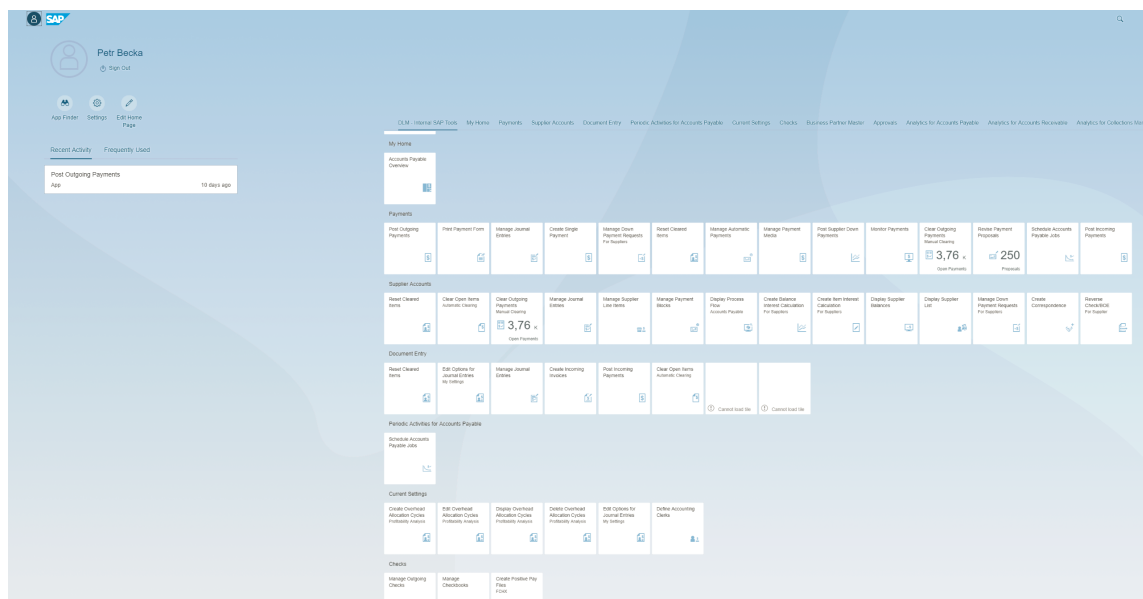 SAP
Petr Becka
Sign Out
App Finder
Settings
Edit Home
Page
Recent Activity
Frequently Used
Post Outgoing Payments
App
10 days ago
DLM - Internal SAP Tools
My Home
Payments
Supplier Accounts
Document Entry
Periodic Activities for Accounts Payable
Current Settings
Checks
Business Partner Master
Approvals
Analytics for Accounts Payable
Analytics for Accounts Receivable
Analytics for Collections
My Home
Accounts Payable
Overview
Payments
Post Outgoing
Payments
Print Payment Form
Manage Journal
Entries
Create Single
Payment
Manage Down
Payment Requests
For Suppliers
Reset Cleared
Items
Manage Automatic
Payments
Manage Payment
Media
Post Supplier Down
Payments
Monitor Payments
Clear Outgoing
Payments
Manual Clearing
3,76 ×
Open Payments
Revise Payment
Proposals
250
Proposals
Schedule Accounts
Payable Jobs
Post Incoming
Payments
Supplier Accounts
Reset Cleared
Items
Clear Open Items
Automatic Clearing
Clear Outgoing
Payments
Manual Clearing
3,76 ×
Open Payments
Manage Journal
Entries
Manage Supplier
Line Items
Manage Payment
Blocks
Display Process
Flow
Accounts Payable
Create Balance
Interest Calculation
For Suppliers
Create Item Interest
Calculation
For Suppliers
Display Supplier
Balances
Display Supplier
List
Manage Down
Payment Requests
For Suppliers
Create
Correspondence
Reverse
Check/BOE
For Supplier
Document Entry
Reset Cleared
Items
Edit Options for
Journal Entries
My Settings
Manage Journal
Entries
Create Incoming
Invoices
Post Incoming
Payments
Clear Open Items
Automatic Clearing
Cannot load tile
Cannot load tile
Periodic Activities for Accounts Payable
Schedule Accounts
Payable Jobs
Current Settings
Create Overhead
Allocation Cycles
Profitability Analysis
Edit Overhead
Allocation Cycles
Profitability Analysis
Display Overhead
Allocation Cycles
Profitability Analysis
Delete Overhead
Allocation Cycles
Profitability Analysis
Edit Options for
Journal Entries
My Settings
Define Accounting
Clerks
Checks
Manage Outgoing
Checks
Manage
Checkbooks
Create Positive Pay
Files